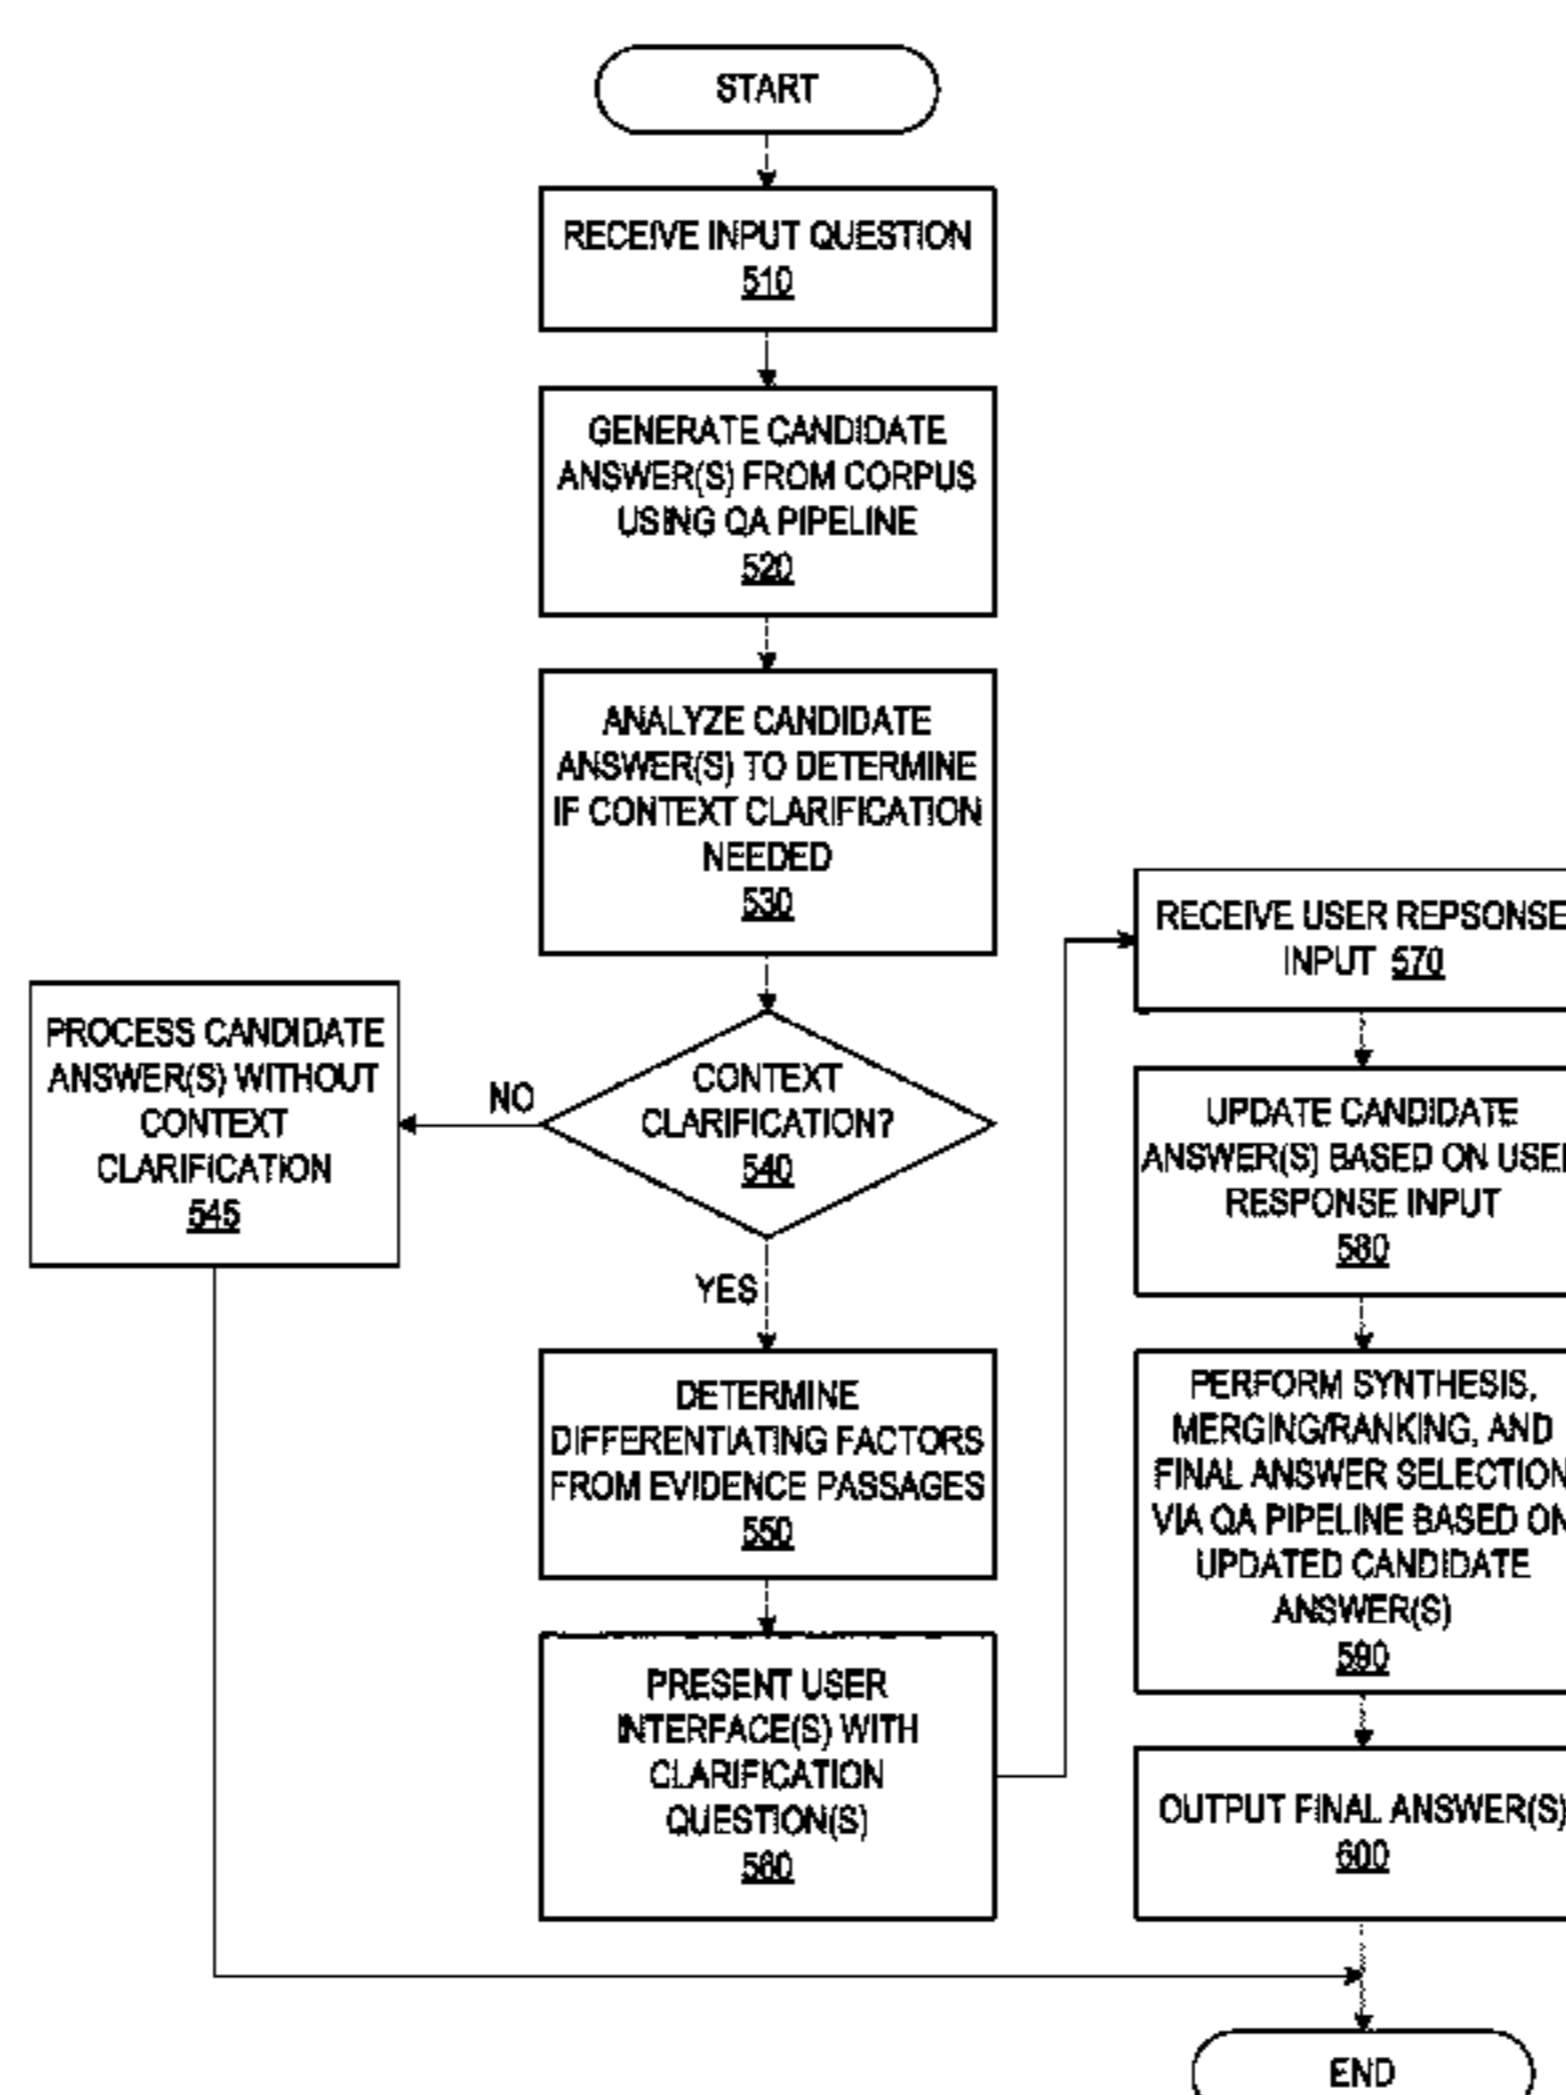 START
RECEIVE INPUT QUESTION
510
GENERATE CANDIDATE
ANSWER(S) FROM CORPUS
USING QA PIPELINE
520
ANALYZE CANDIDATE
ANSWER(S) TO DETERMINE
IF CONTEXT CLARIFICATION
NEEDED
530
CONTEXT
CLARIFICATION?
540
NO
PROCESS CANDIDATE
ANSWER(S) WITHOUT
CONTEXT
CLARIFICATION
545
YES
DETERMINE
DIFFERENTIATING FACTORS
FROM EVIDENCE PASSAGES
550
PRESENT USER
INTERFACE(S) WITH
CLARIFICATION
QUESTION(S)
560
RECEIVE USER REPSONSE
INPUT 570
UPDATE CANDIDATE
ANSWER(S) BASED ON USER
RESPONSE INPUT
580
PERFORM SYNTHESIS,
MERGING/RANKING, AND
FINAL ANSWER SELECTION
VIA QA PIPELINE BASED ON
UPDATED CANDIDATE
ANSWER(S)
590
OUTPUT FINAL ANSWER(S)
600
END